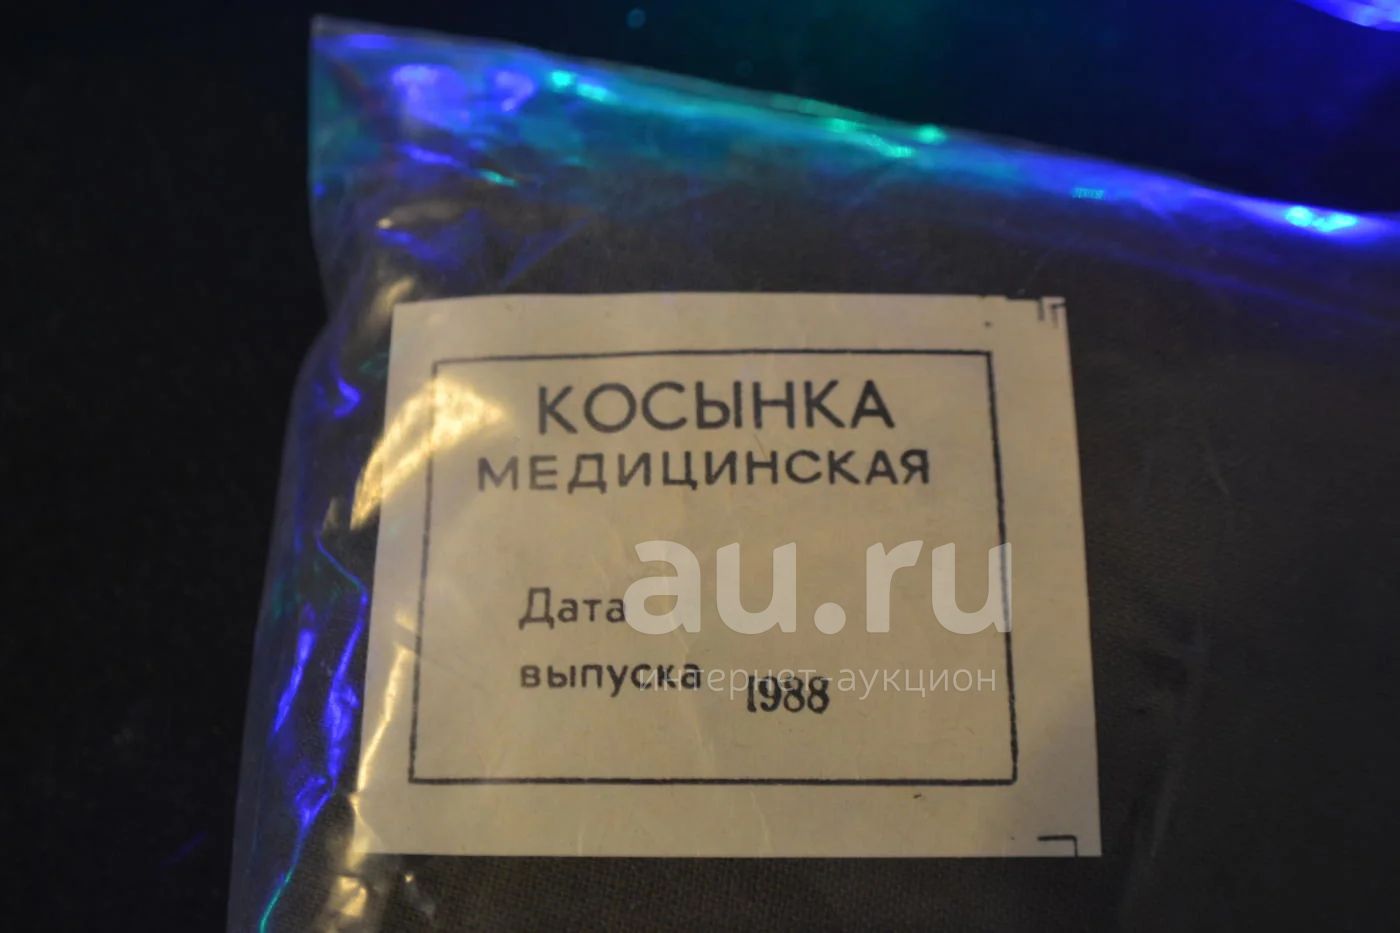 КОСЫНКА
МЕДИЦИНСКАЯ
Дата
выпуска 1988
au.ru
интернет-аукцион